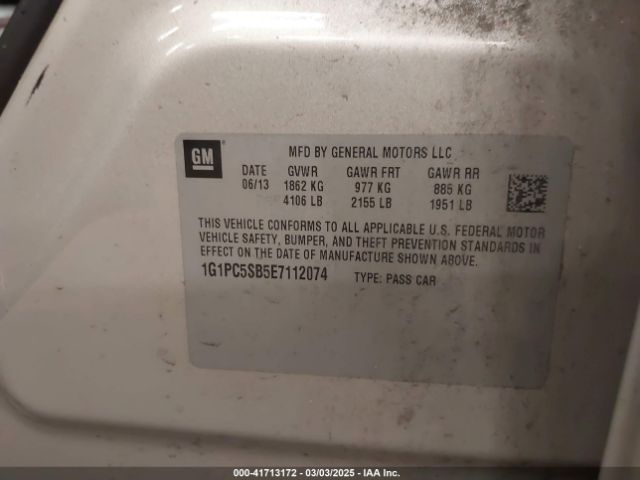 GM
MFD BY GENERAL MOTORS LLC
DATE GVWR GAWR FRT GAWR RR
06/13 1862 KG 977 KG 885 KG
4106 LB 2155 LB 1951 LB
THIS VEHICLE CONFORMS TO ALL APPLICABLE U.S. FEDERAL MOTOR
VEHICLE SAFETY, BUMPER, AND THEFT PREVENTION STANDARDS IN
EFFECT ON THE DATE OF MANUFACTURE SHOWN ABOVE.
1G1PC5SB5E7112074 TYPE: PASS CAR
000-41713172 | 03/03/2025 - IAA Inc.